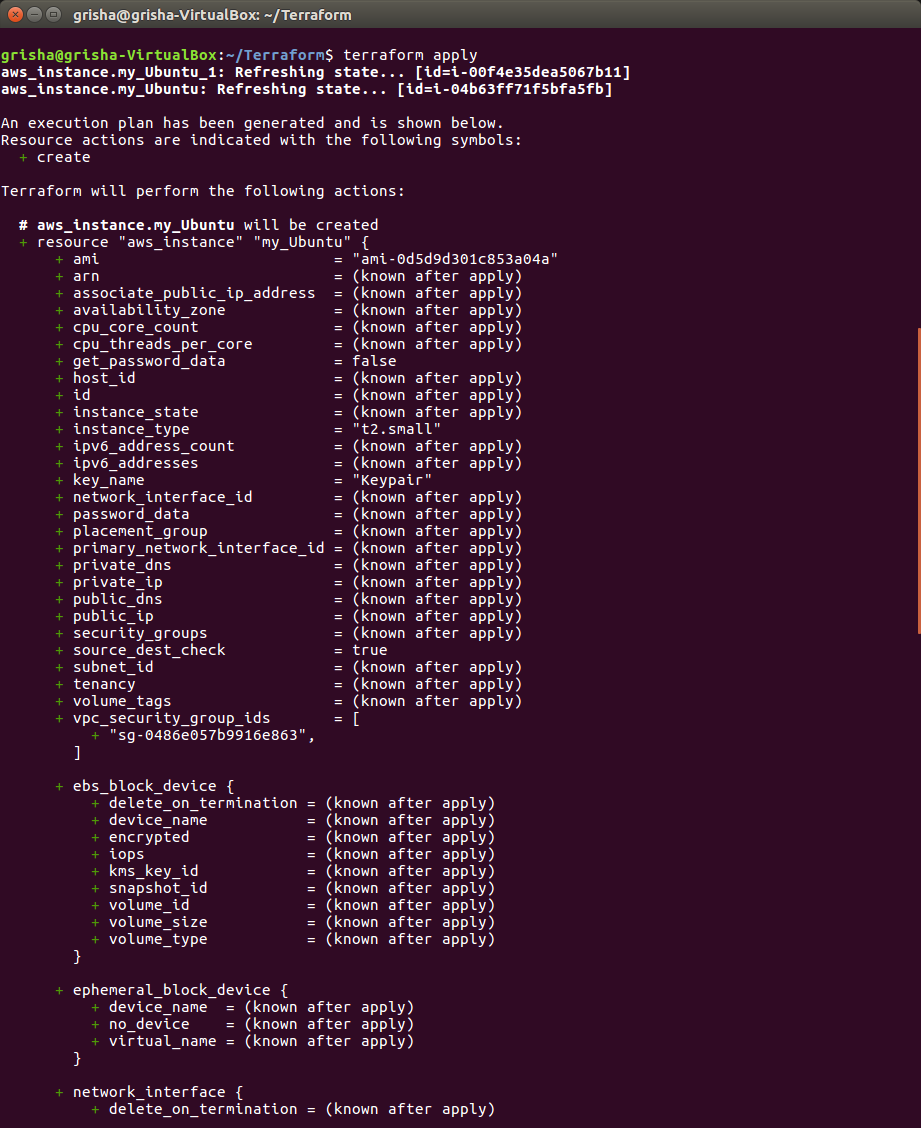 grisha@grisha-VirtualBox: ~/Terraform
grisha@grisha-VirtualBox:~/Terraform$ terraform apply
aws_instance.my_Ubuntu_1: Refreshing state... [id=i-00f4e35dea5067b11]
aws_instance.my_Ubuntu: Refreshing state... [id=i-04b63ff71f5bfa5fb]

An execution plan has been generated and is shown below.
Resource actions are indicated with the following symbols:
  + create

Terraform will perform the following actions:

  # aws_instance.my_Ubuntu will be created
  + resource "aws_instance" "my_Ubuntu" {
      + ami                          = "ami-0d5d9d301c853a04a"
      + arn                          = (known after apply)
      + associate_public_ip_address  = (known after apply)
      + availability_zone            = (known after apply)
      + cpu_core_count               = (known after apply)
      + cpu_threads_per_core         = (known after apply)
      + get_password_data            = false
      + host_id                      = (known after apply)
      + id                           = (known after apply)
      + instance_state               = (known after apply)
      + instance_type                = "t2.small"
      + ipv6_address_count           = (known after apply)
      + ipv6_addresses               = (known after apply)
      + key_name                     = "Keypair"
      + network_interface_id         = (known after apply)
      + password_data                = (known after apply)
      + placement_group              = (known after apply)
      + primary_network_interface_id = (known after apply)
      + private_dns                  = (known after apply)
      + private_ip                   = (known after apply)
      + public_dns                   = (known after apply)
      + public_ip                    = (known after apply)
      + security_groups              = (known after apply)
      + source_dest_check            = true
      + subnet_id                    = (known after apply)
      + tenancy                      = (known after apply)
      + volume_tags                  = (known after apply)
      + vpc_security_group_ids       = [
          + "sg-0486e057b9916e863",
        ]

      + ebs_block_device {
          + delete_on_termination = (known after apply)
          + device_name           = (known after apply)
          + encrypted             = (known after apply)
          + iops                  = (known after apply)
          + kms_key_id            = (known after apply)
          + snapshot_id           = (known after apply)
          + volume_id             = (known after apply)
          + volume_size           = (known after apply)
          + volume_type           = (known after apply)
        }

      + ephemeral_block_device {
          + device_name  = (known after apply)
          + no_device    = (known after apply)
          + virtual_name = (known after apply)
        }

      + network_interface {
          + delete_on_termination = (known after apply)